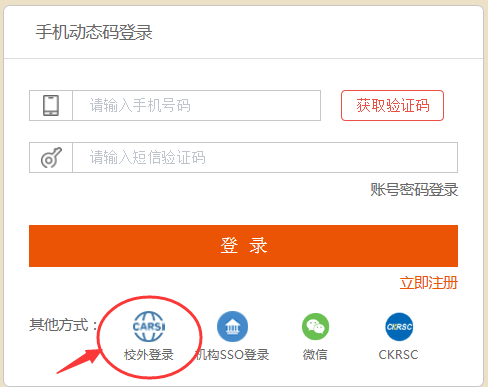 手机动态码登录
请输入手机号码 获取验证码
请输入短信验证码
账号密码登录
登 录
立即注册
其他方式： CARSI CKRSC
校外登录 机构SSO登录 微信 CKRSC